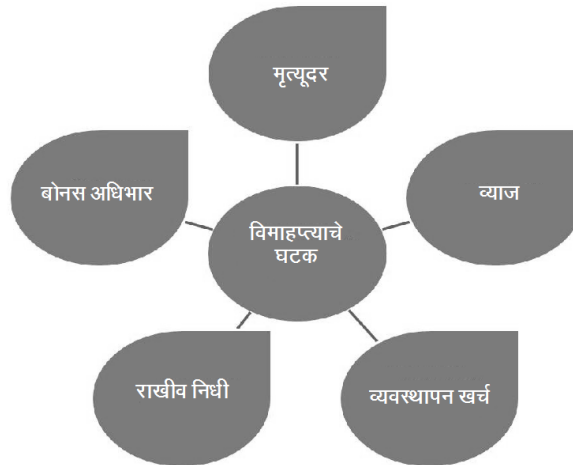 मृत्यूदर
बोनस अधिभार
व्याज
विमाहप्त्याचे
घटक
राखीव निधी
व्यवस्थापन खर्च